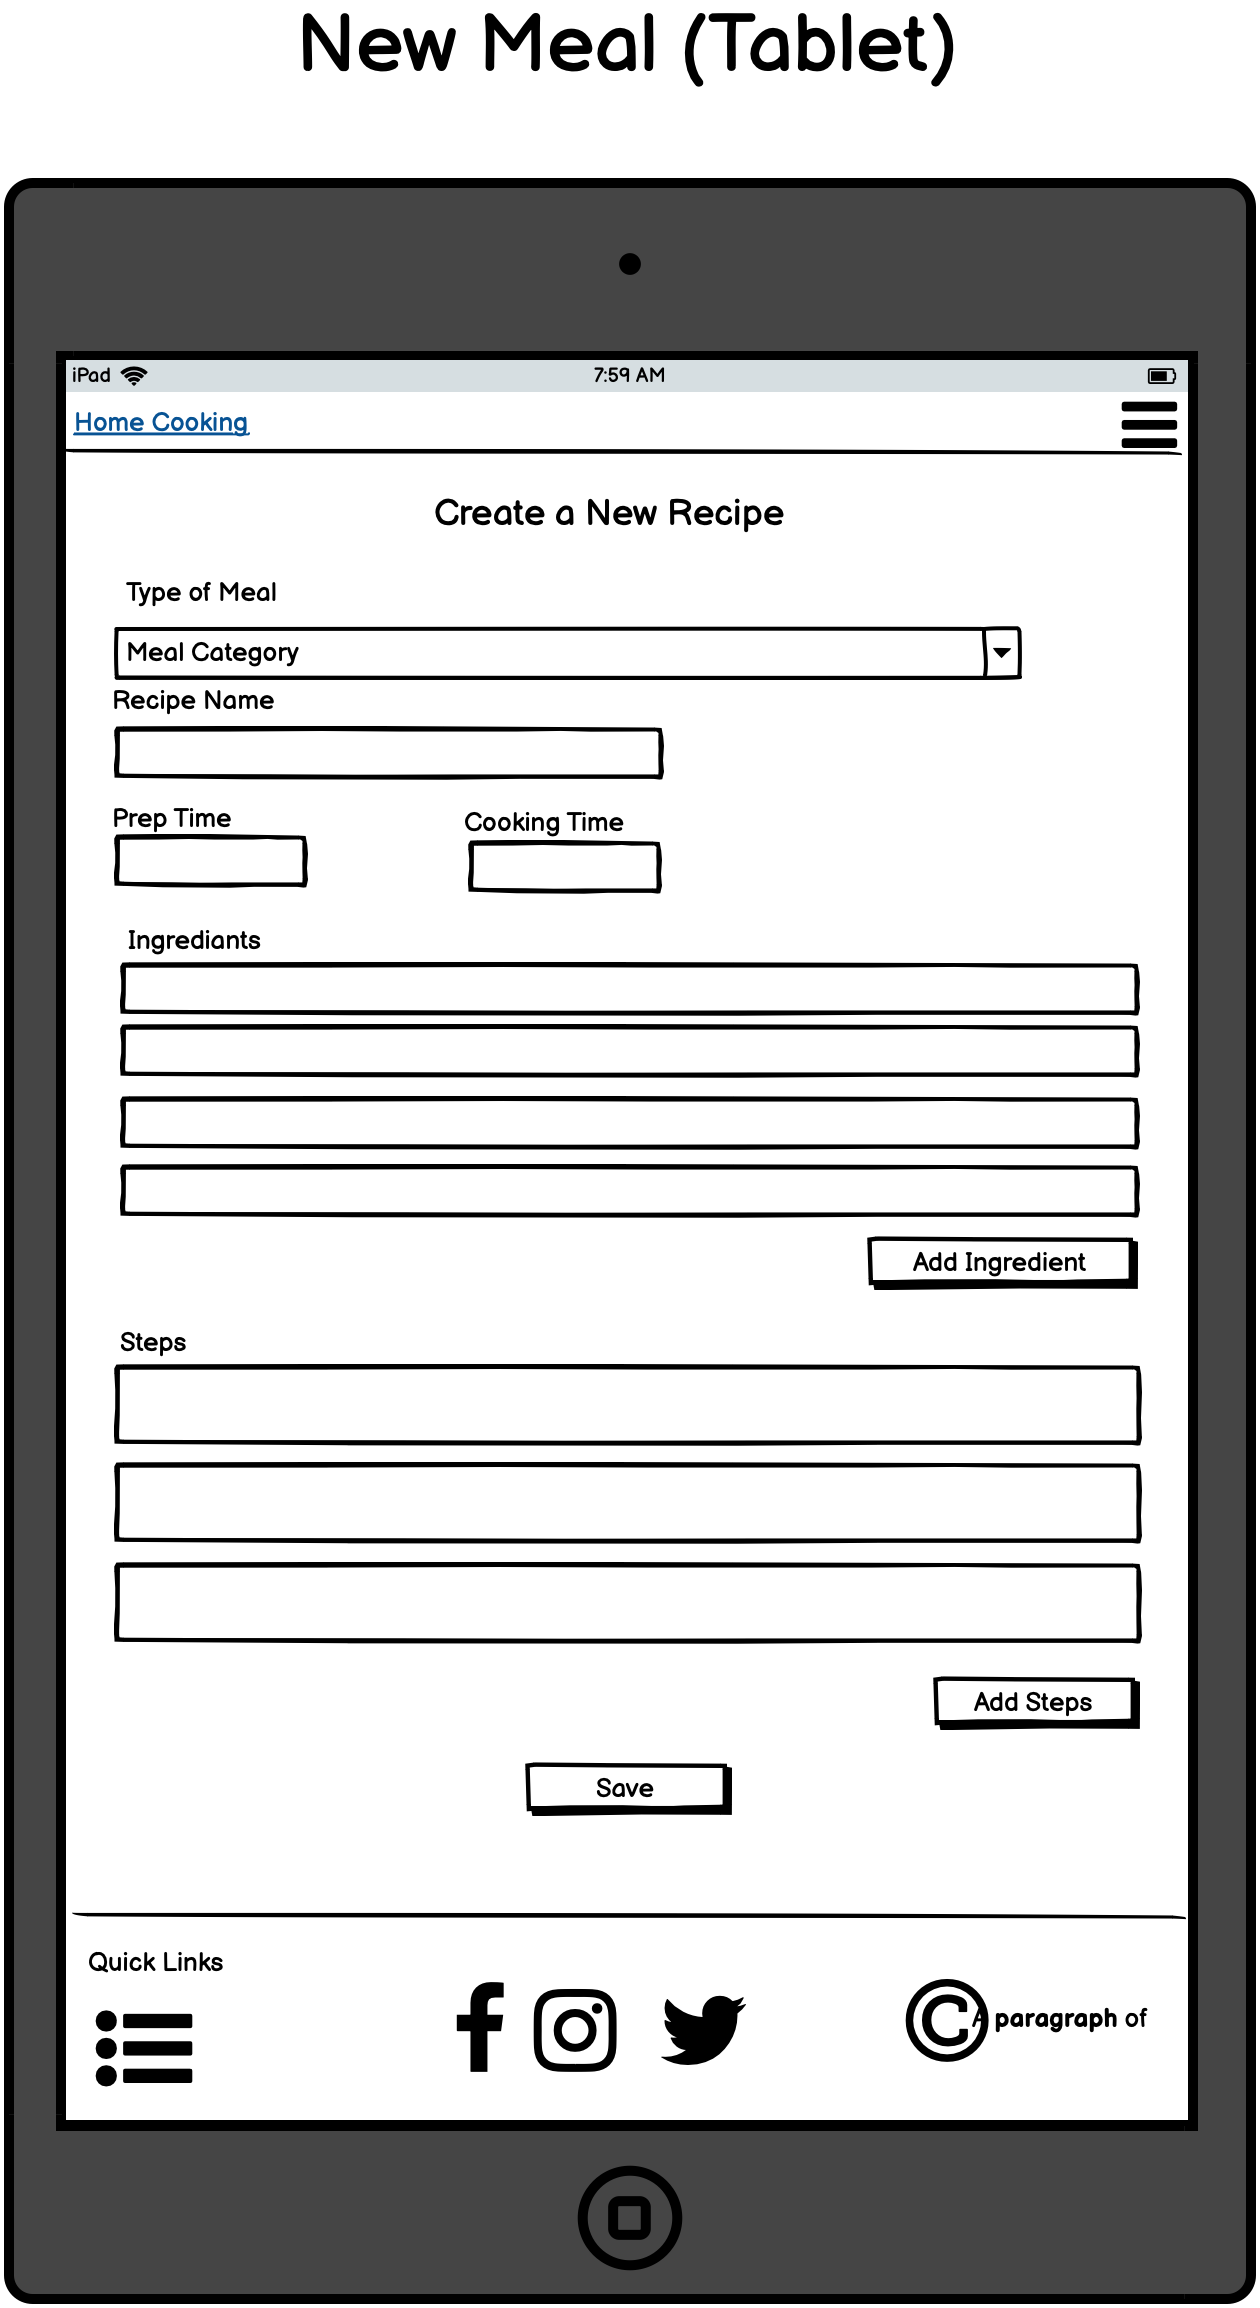 New Meal (Tablet)
iPad 7:59 AM
Home Cooking
Create a New Recipe
Type of Meal
Meal Category
Recipe Name
Prep Time Cooking Time
Ingrediants
Add Ingredient
Steps
Add Steps
Save
Quick Links
© A paragraph of